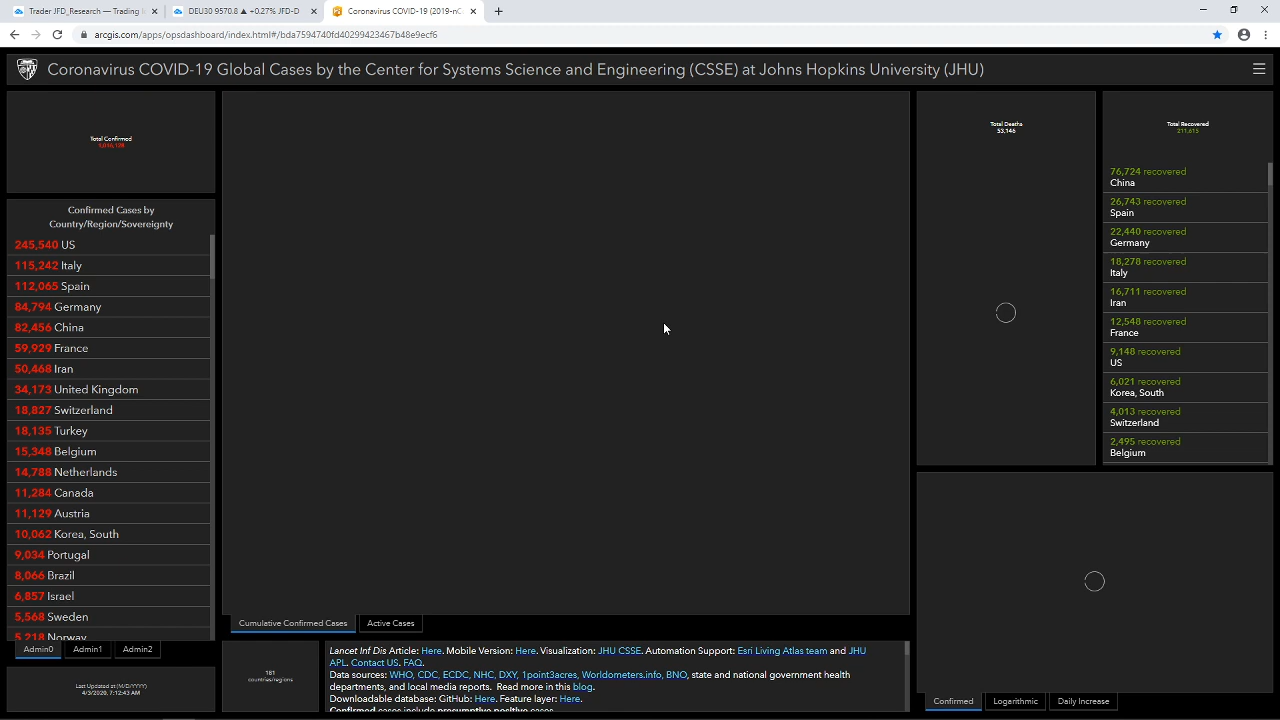 Trader JFD_Research — Trading I
DEU30 9570.8 ▲ +0.27% JFD-D
Coronavirus COVID-19 (2019-nC
arcgis.com/apps/opsdashboard/index.html#/bda7594740fd40299423467b48e9ecf6
Coronavirus COVID-19 Global Cases by the Center for Systems Science and Engineering (CSSE) at Johns Hopkins University (JHU)
Total Confirmed
Confirmed Cases by
Country/Region/Sovereignty
245,540 US
115,242 Italy
112,065 Spain
84,794 Germany
82,456 China
59,929 France
50,468 Iran
34,173 United Kingdom
18,827 Switzerland
18,135 Turkey
15,348 Belgium
14,788 Netherlands
11,284 Canada
11,129 Austria
10,062 Korea, South
9,034 Portugal
8,066 Brazil
6,857 Israel
5,568 Sweden
5,218 Norway
Admin0 Admin1 Admin2
Last Updated at (M/D/YYYY)
4/3/2020, 7:12:43 AM
Cumulative Confirmed Cases
Active Cases
181
countries/regions
Lancet Inf Dis Article: Here. Mobile Version: Here. Visualization: JHU CSSE. Automation Support: Esri Living Atlas team and JHU
APL. Contact US. FAQ.
Data sources: WHO, CDC, ECDC, NHC, DXY, 1point3acres, Worldometers.info, BNO, state and national government health
departments, and local media reports. Read more in this blog.
Downloadable database: GitHub: Here. Feature layer: Here.
Confirmed cases include presumptive positive cases.
Total Deaths
53,146
Total Recovered
211,615
76,724 recovered
China
26,743 recovered
Spain
22,440 recovered
Germany
18,278 recovered
Italy
16,711 recovered
Iran
12,548 recovered
France
9,148 recovered
US
6,021 recovered
Korea, South
4,013 recovered
Switzerland
2,495 recovered
Belgium
Confirmed
Logarithmic
Daily Increase